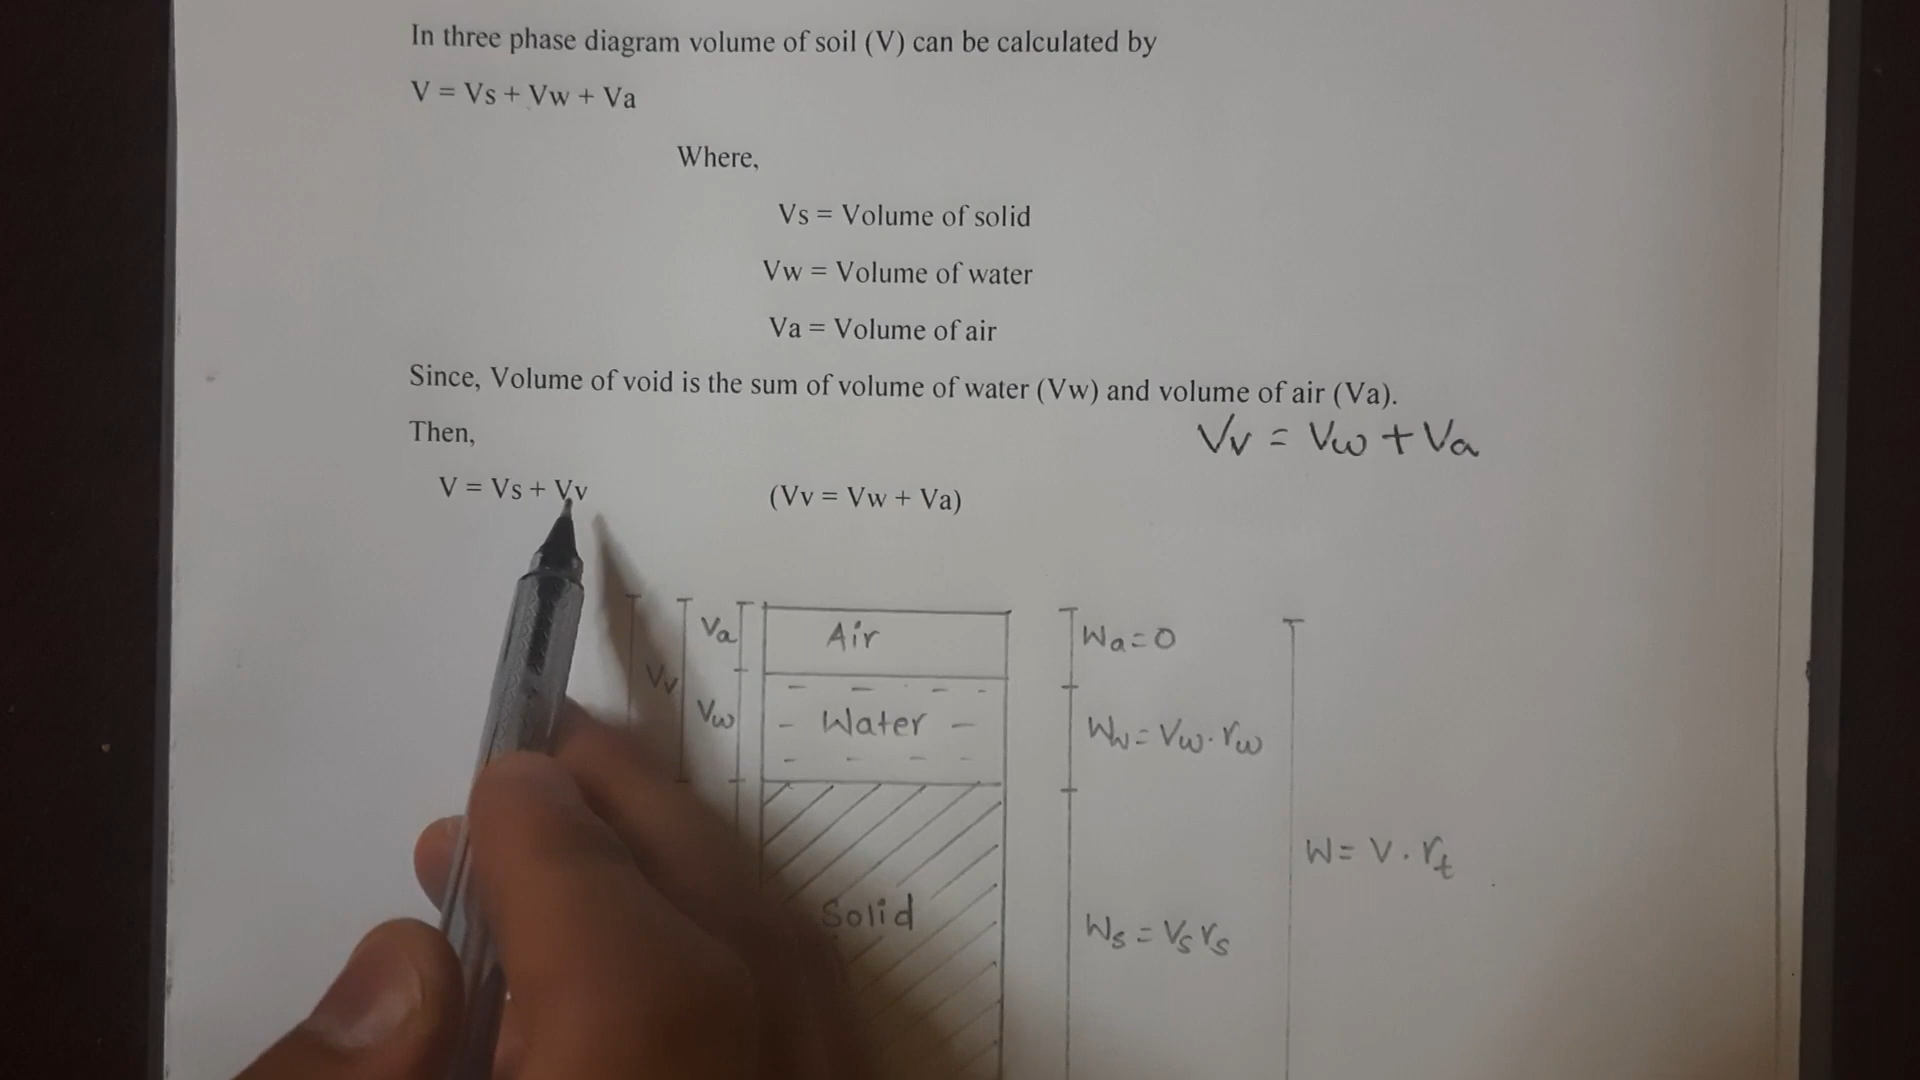 In three phase diagram volume of soil (V) can be calculated by
V = Vs + Vw + Va
Where,
Vs = Volume of solid
Vw = Volume of water
Va = Volume of air
Since, Volume of void is the sum of volume of water (Vw) and volume of air (Va).
Then,
Vv = Vw + Va
V = Vs + Vv (Vv = Vw + Va)
Va Air Wa = 0
Vv
Vw Water Ww = Vw . rw
W = V . rt
Solid Ws = Vs rs